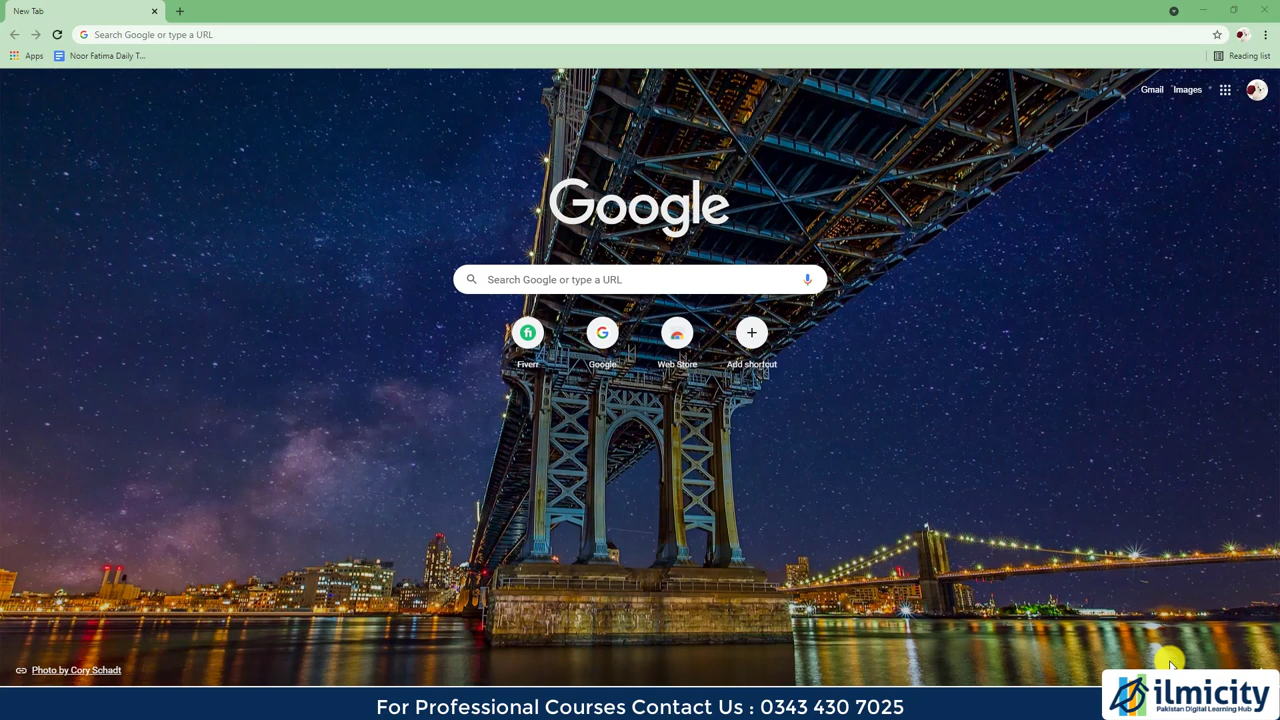 New Tab
Search Google or type a URL
Apps
Noor Fatima Daily T...
Reading list
Gmail
Images
Google
Search Google or type a URL
Fiverr
Google
Web Store
Add shortcut
Photo by Cory Schadt
For Professional Courses Contact Us : 0343 430 7025
ilmicity
Pakistan Digital Learning Hub